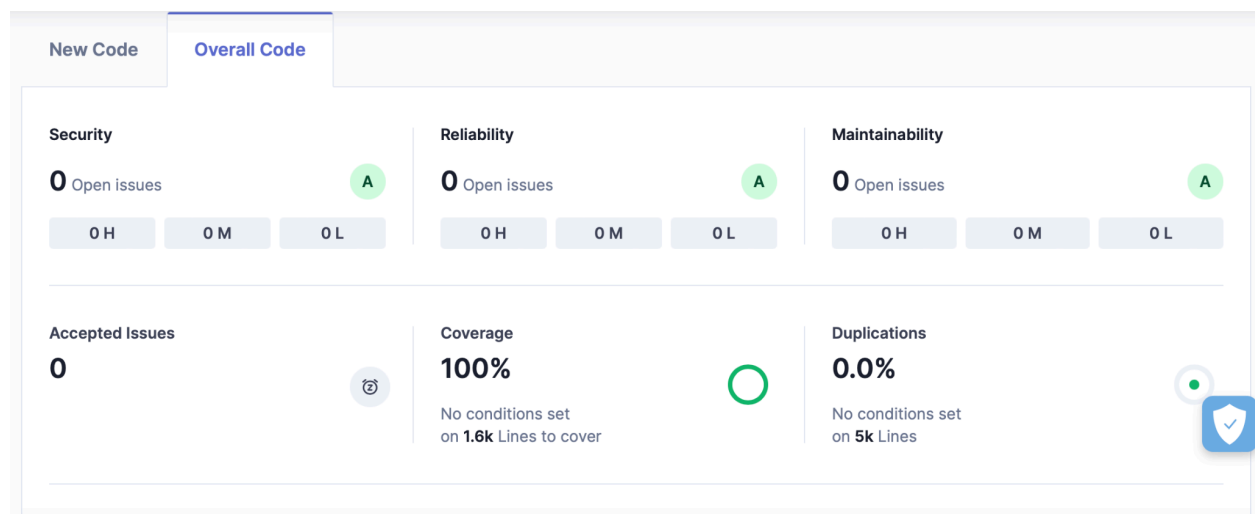 New Code
Overall Code
Security
Reliability
Maintainability
0 Open issues
A
0 Open issues
A
0 Open issues
A
0 H
0 M
0 L
0 H
0 M
0 L
0 H
0 M
0 L
Accepted Issues
Coverage
Duplications
0
100%
0.0%
No conditions set
on 1.6k Lines to cover
No conditions set
on 5k Lines